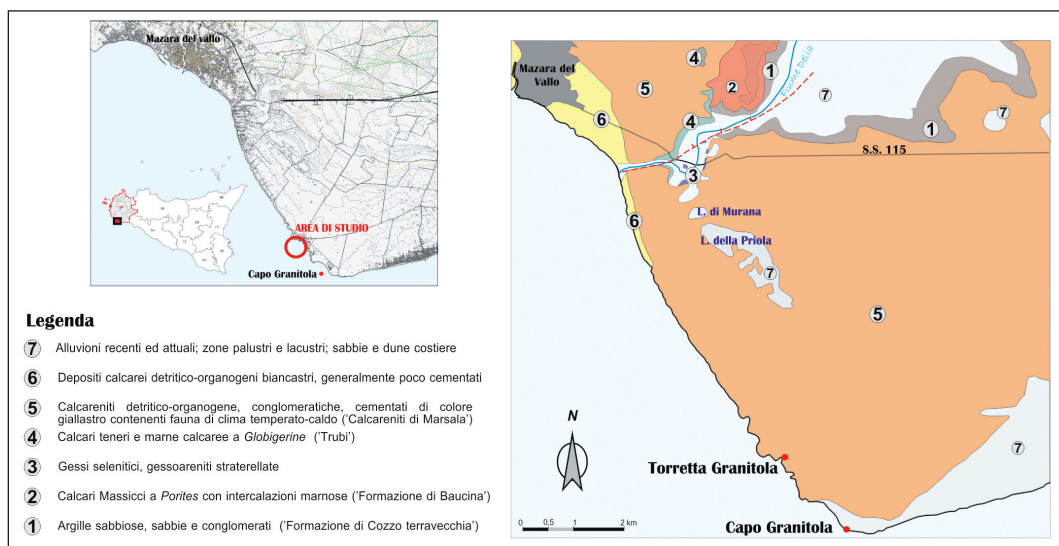 Mazara del vallo
AREA DI STUDIO
Capo Granitola
Legenda
7 Alluvioni recenti ed attuali; zone palustri e lacustri; sabbie e dune costiere
6 Depositi calcarei detritico-organogeni biancastri, generalmente poco cementati
5 Calcareniti detritico-organogene, conglomeratiche, cementati di colore
giallastro contenenti fauna di clima temperato-caldo ('Calcareniti di Marsala')
4 Calcari teneri e marne calcaree a Globigerine ('Trubi')
3 Gessi selenitici, gessoareniti straterellate
2 Calcari Massicci a Porites con intercalazioni marnose ('Formazione di Baucina')
1 Argille sabbiose, sabbie e conglomerati ('Formazione di Cozzo terravecchia')
Mazara del
Vallo
4
1
2
5
Fiume Delia
7
7
6
4
1
S.S. 115
3
L. di Murana
6
L. della Priola
7
5
N
7
Torretta Granitola
Capo Granitola
0 0,5 1 2 km